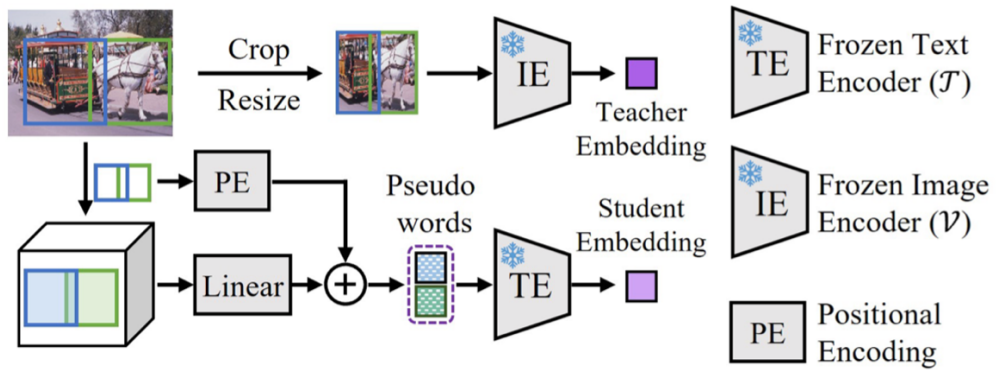 Crop
Resize
IE
Teacher
Embedding
TE
Frozen Text
Encoder (𝒯)
PE
Pseudo
words
Student
Embedding
Linear
TE
IE
Frozen Image
Encoder (𝒱)
PE
Positional
Encoding